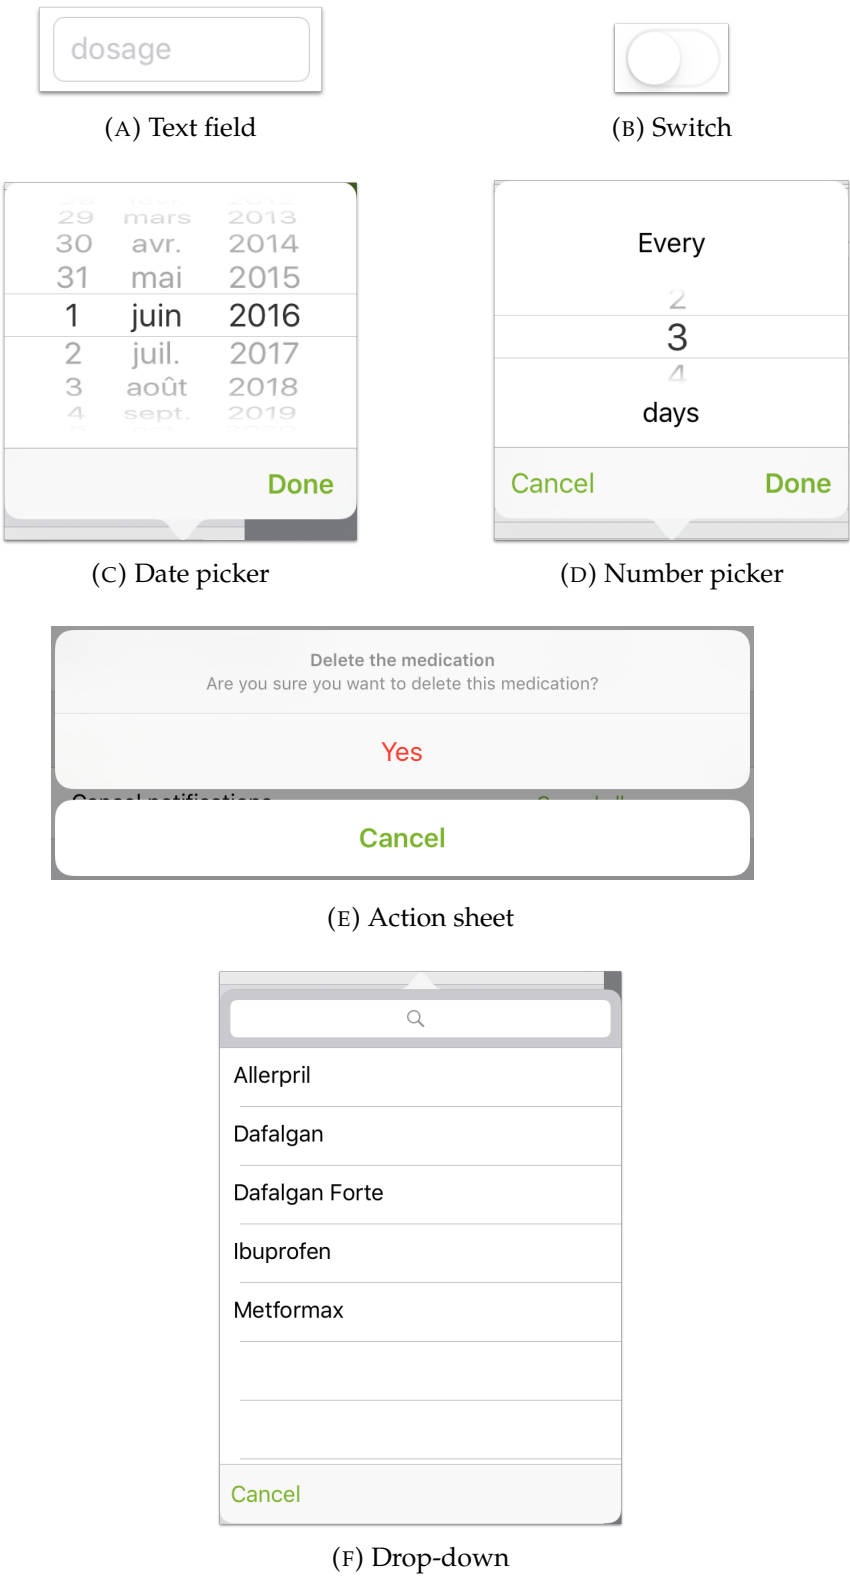 dosage
(A) Text field
(B) Switch
29 mars 2013
30 avr. 2014
31 mai 2015
1 juin 2016
2 juil. 2017
3 août 2018
4 sept. 2019
Done
(C) Date picker
Every
2
3
4
days
Cancel Done
(D) Number picker
Delete the medication
Are you sure you want to delete this medication?
Yes
Cancel
(E) Action sheet
Allerpril
Dafalgan
Dafalgan Forte
Ibuprofen
Metformax
Cancel
(F) Drop-down